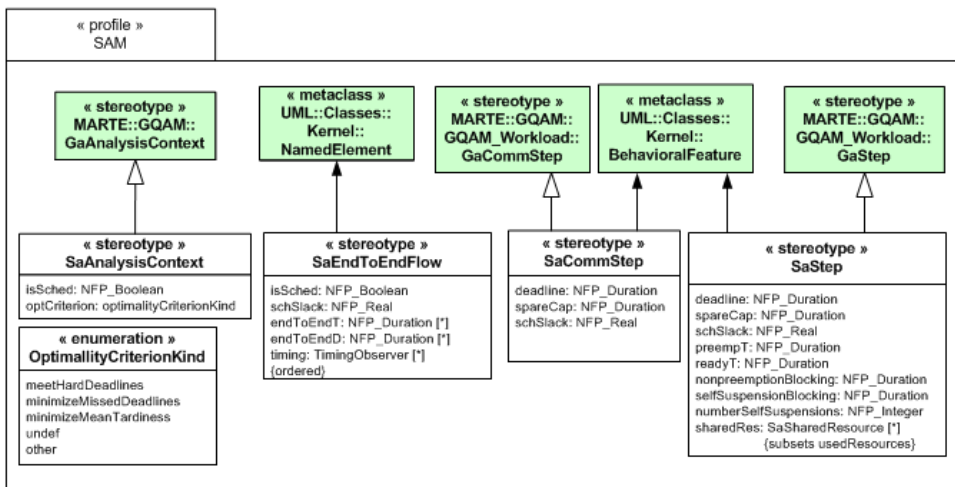 « profile »
SAM
« stereotype »
MARTE::GQAM::
GaAnalysisContext
« metaclass »
UML::Classes::
Kernel::
NamedElement
« stereotype »
MARTE::GQAM::
GQAM_Workload::
GaCommStep
« metaclass »
UML::Classes::
Kernel::
BehavioralFeature
« stereotype »
MARTE::GQAM::
GQAM_Workload::
GaStep
« stereotype »
SaAnalysisContext
isSched: NFP_Boolean
optCriterion: optimalityCriterionKind
« enumeration »
OptimallityCriterionKind
meetHardDeadlines
minimizeMissedDeadlines
minimizeMeanTardiness
undef
other
« stereotype »
SaEndToEndFlow
isSched: NFP_Boolean
schSlack: NFP_Real
endToEndT: NFP_Duration [*]
endToEndD: NFP_Duration [*]
timing: TimingObserver [*]
{ordered}
« stereotype »
SaCommStep
deadline: NFP_Duration
spareCap: NFP_Duration
schSlack: NFP_Real
« stereotype »
SaStep
deadline: NFP_Duration
spareCap: NFP_Duration
schSlack: NFP_Real
preempT: NFP_Duration
readyT: NFP_Duration
nonpreemptionBlocking: NFP_Duration
selfSuspensionBlocking: NFP_Duration
numberSelfSuspensions: NFP_Integer
sharedRes: SaSharedResource [*]
{subsets usedResources}